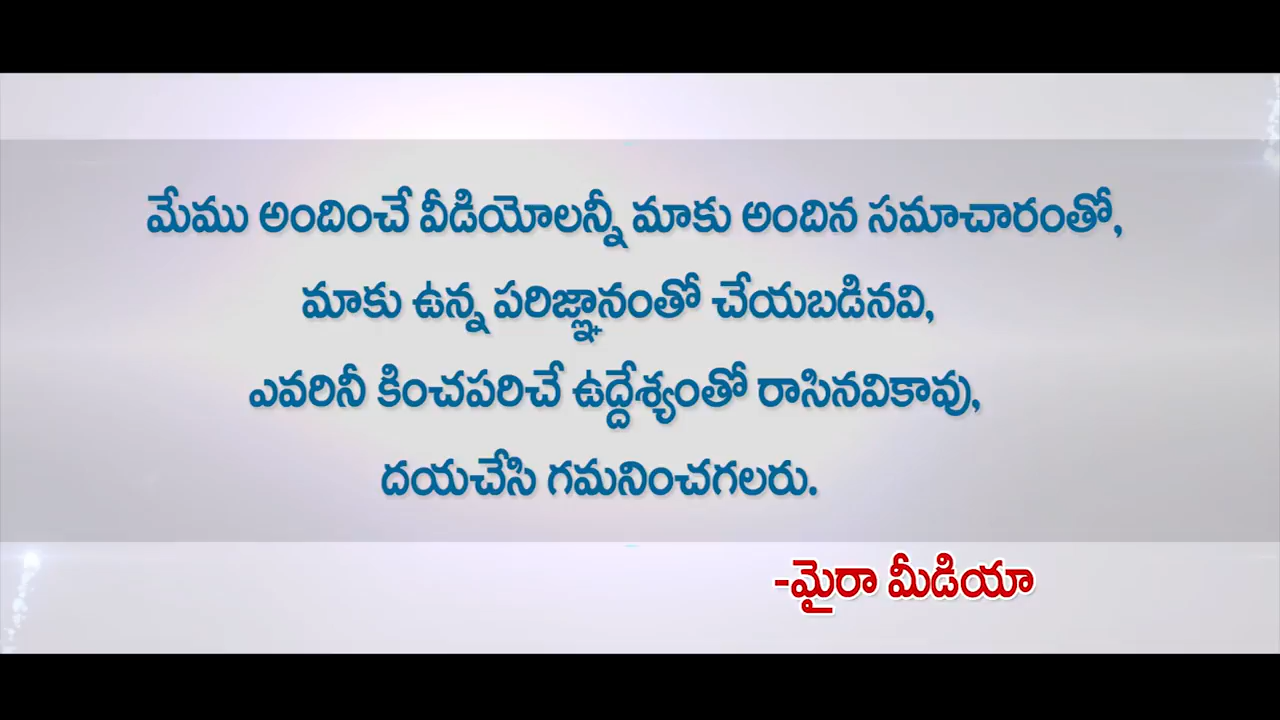 మేము అందించే వీడియోలన్నీ మాకు అందిన సమాచారంతో,
మాకు ఉన్న పరిజ్ఞానంతో చేయబడినవి,
ఎవరినీ కించపరిచే ఉద్దేశ్యంతో రాసినవికావు,
దయచేసి గమనించగలరు.
-మైరా మీడియా